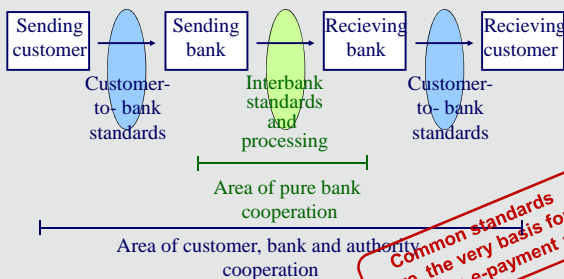 Sending
customer
Sending
bank
Recieving
bank
Recieving
customer
Customer-
to- bank
standards
Interbank
standards
and
processing
Customer-
to- bank
standards
Area of pure bank
cooperation
Area of customer, bank and authority
cooperation
Common standards
the very basis
e-payment